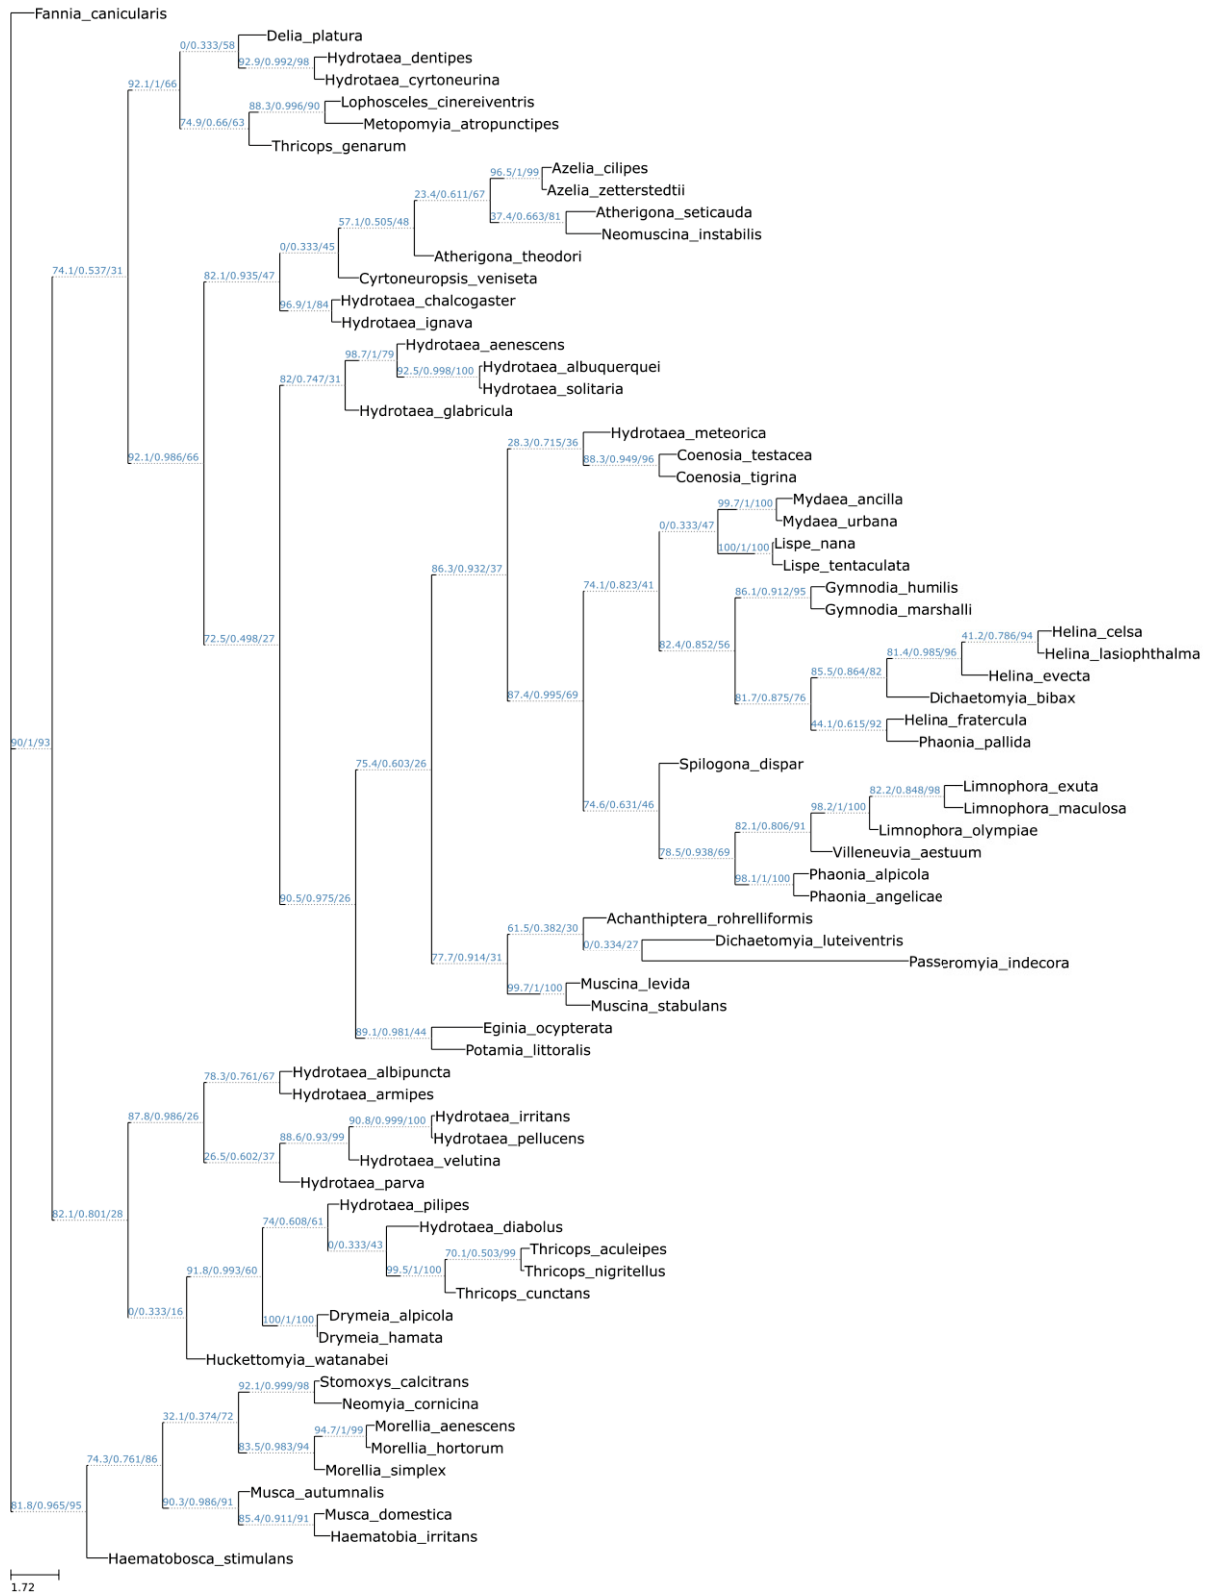 Fannia_canicularis
Delia_platura
0/0.333/58
Hydrotaea_dentipes
92.9/0.992/98
Hydrotaea_cyrtoneurina
92.1/1/66
Lophosceles_cinereiventris
88.3/0.996/90
Metopomyia_atropunctipes
74.9/0.66/63
Thricops_genarum
Azelia_cilipes
96.5/1/99
Azelia_zetterstedtii
23.4/0.611/67
Atherigona_seticauda
37.4/0.663/81
57.1/0.505/48
Neomuscina_instabilis
0/0.333/45
Atherigona_theodori
74.1/0.537/31
82.1/0.935/47
Cyrtoneuropsis_veniseta
Hydrotaea_chalcogaster
96.9/1/84
Hydrotaea_ignava
Hydrotaea_aenescens
98.7/1/79
Hydrotaea_albuquerquei
92.5/0.998/100
82/0.747/31
Hydrotaea_solitaria
Hydrotaea_glabricula
Hydrotaea_meteorica
28.3/0.715/36
Coenosia_testacea
92.1/0.986/66
88.3/0.949/96
Coenosia_tigrina
Mydaea_ancilla
99.7/1/100
Mydaea_urbana
0/0.333/47
Lispe_nana
100/1/100
Lispe_tentaculata
86.3/0.932/37
74.1/0.823/41
Gymnodia_humilis
86.1/0.912/95
Gymnodia_marshalli
Helina_celsa
41.2/0.786/94
72.5/0.498/27
82.4/0.852/56
81.4/0.985/96
Helina_lasiophthalma
85.5/0.864/82
Helina_evecta
87.4/0.995/69
81.7/0.875/76
Dichaetomyia_bibax
Helina_fratercula
44.1/0.615/92
90/1/93
Phaonia_pallida
75.4/0.603/26
Spilogona_dispar
Limnophora_exuta
82.2/0.848/98
74.6/0.631/46
98.2/1/100
Limnophora_maculosa
82.1/0.806/91
Limnophora_olympiae
78.5/0.938/69
Villeneuvia_aestuum
Phaonia_alpicola
98.1/1/100
90.5/0.975/26
Phaonia_angelicae
Achanthiptera_rohrelliformis
61.5/0.382/30
Dichaetomyia_luteiventris
0/0.334/27
77.7/0.914/31
Passeromyia_indecora
Muscina_levida
99.7/1/100
Muscina_stabulans
Eginia_ocypterata
89.1/0.981/44
Potamia_littoralis
Hydrotaea_albipuncta
78.3/0.761/67
Hydrotaea_armipes
87.8/0.986/26
Hydrotaea_irritans
90.8/0.999/100
88.6/0.93/99
Hydrotaea_pellucens
26.5/0.602/37
Hydrotaea_velutina
Hydrotaea_parva
82.1/0.801/28
Hydrotaea_pilipes
74/0.608/61
Hydrotaea_diabolus
0/0.333/43
Thricops_aculeipes
70.1/0.503/99
91.8/0.993/60
99.5/1/100
Thricops_nigritellus
Thricops_cunctans
0/0.333/16
100/1/100
Drymeia_alpicola
Drymeia_hamata
Huckettomyia_watanabei
Stomoxys_calcitrans
92.1/0.999/98
Neomyia_cornicina
32.1/0.374/72
Morellia_aenescens
94.7/1/99
83.5/0.983/94
Morellia_hortorum
74.3/0.761/86
Morellia_simplex
Musca_autumnalis
81.8/0.965/95
90.3/0.986/91
Musca_domestica
85.4/0.911/91
Haematobia_irritans
Haematobosca_stimulans
1.72